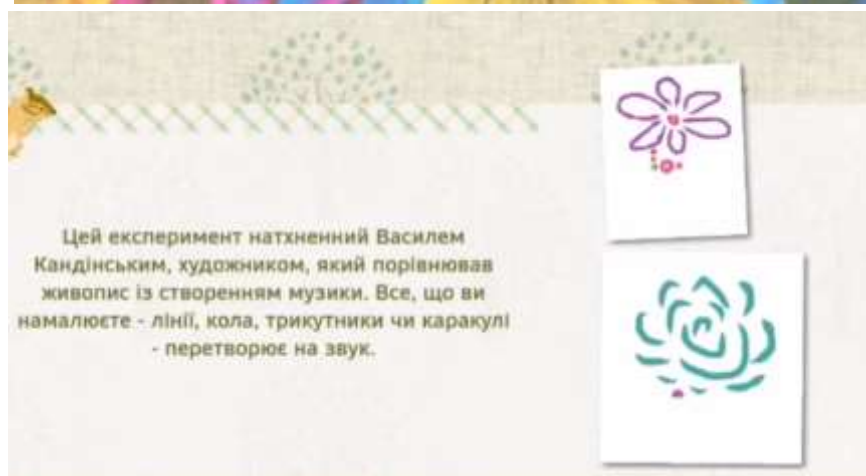 Цей експеримент натхненний Василем
Кандінським, художником, який порівнював
живопис із створенням музики. Все, що ви
намалюєте - лінії, кола, трикутники чи каракулі
- перетворює на звук.